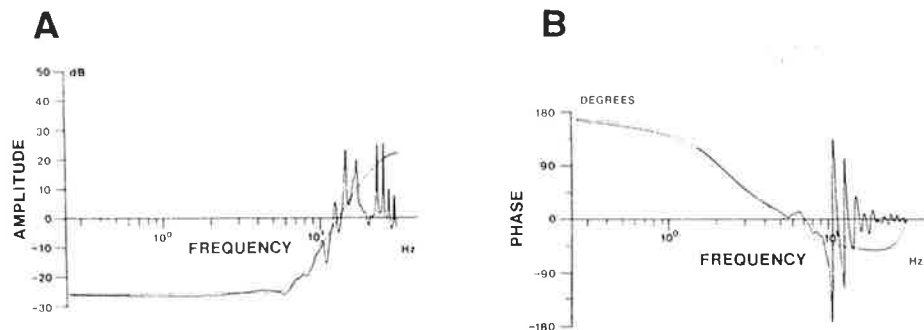 A
50
dB
40
30
20
10
0
-10
-20
-30
AMPLITUDE
10⁰
FREQUENCY
10¹
Hz
B
DEGREES
180
90
0
-90
-180
PHASE
10⁰
FREQUENCY
Hz